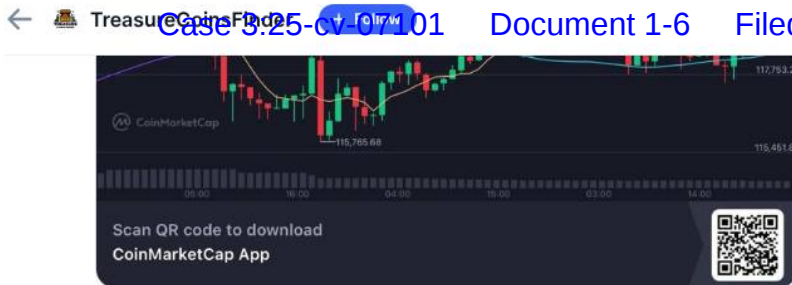 TreasureCoinsFinder + Follow
Case 3:25-cv-07101 Document 1-6 Filed
117,753.2
CoinMarketCap
115,765.68
115,451.8
05:00 16:00 04:00 15:00 03:00 14:00
Scan QR code to download
CoinMarketCap App